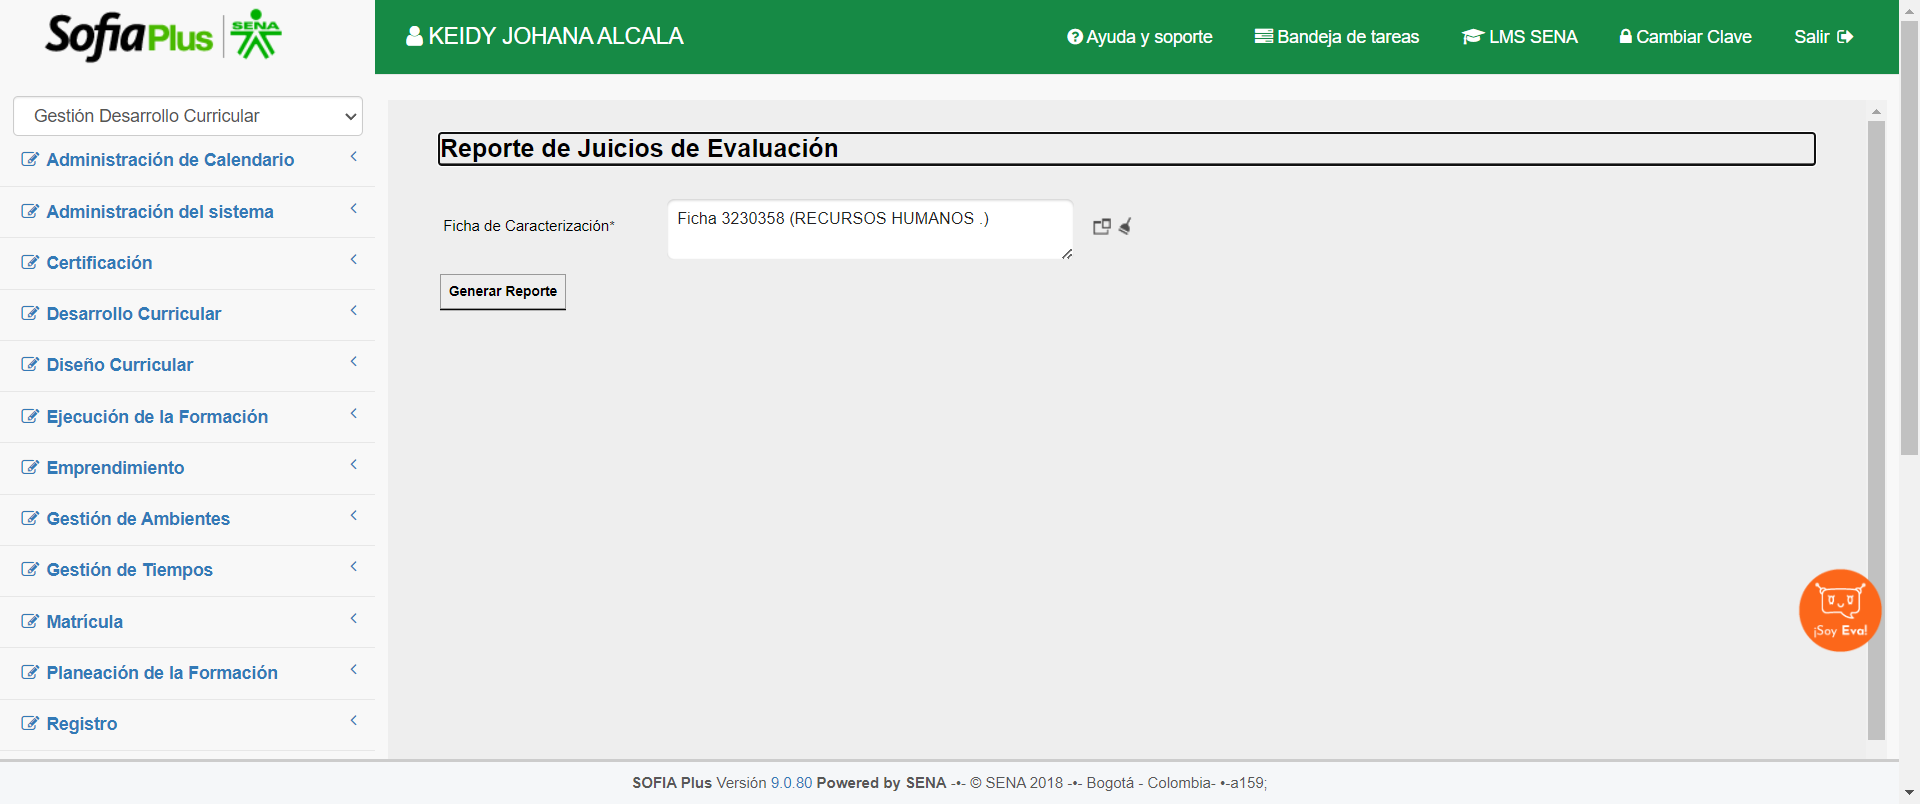 Sofia Plus SENA
KEIDY JOHANA ALCALA
Ayuda y soporte
Bandeja de tareas
LMS SENA
Cambiar Clave
Salir
Gestión Desarrollo Curricular
Administración de Calendario
Administración del sistema
Certificación
Desarrollo Curricular
Diseño Curricular
Ejecución de la Formación
Emprendimiento
Gestión de Ambientes
Gestión de Tiempos
Matrícula
Planeación de la Formación
Registro
Reporte de Juicios de Evaluación
Ficha de Caracterización*
Ficha 3230358 (RECURSOS HUMANOS .)
Generar Reporte
¡Soy Eva!
SOFIA Plus Versión 9.0.80 Powered by SENA -•- © SENA 2018 -•- Bogotá - Colombia- •-a159;